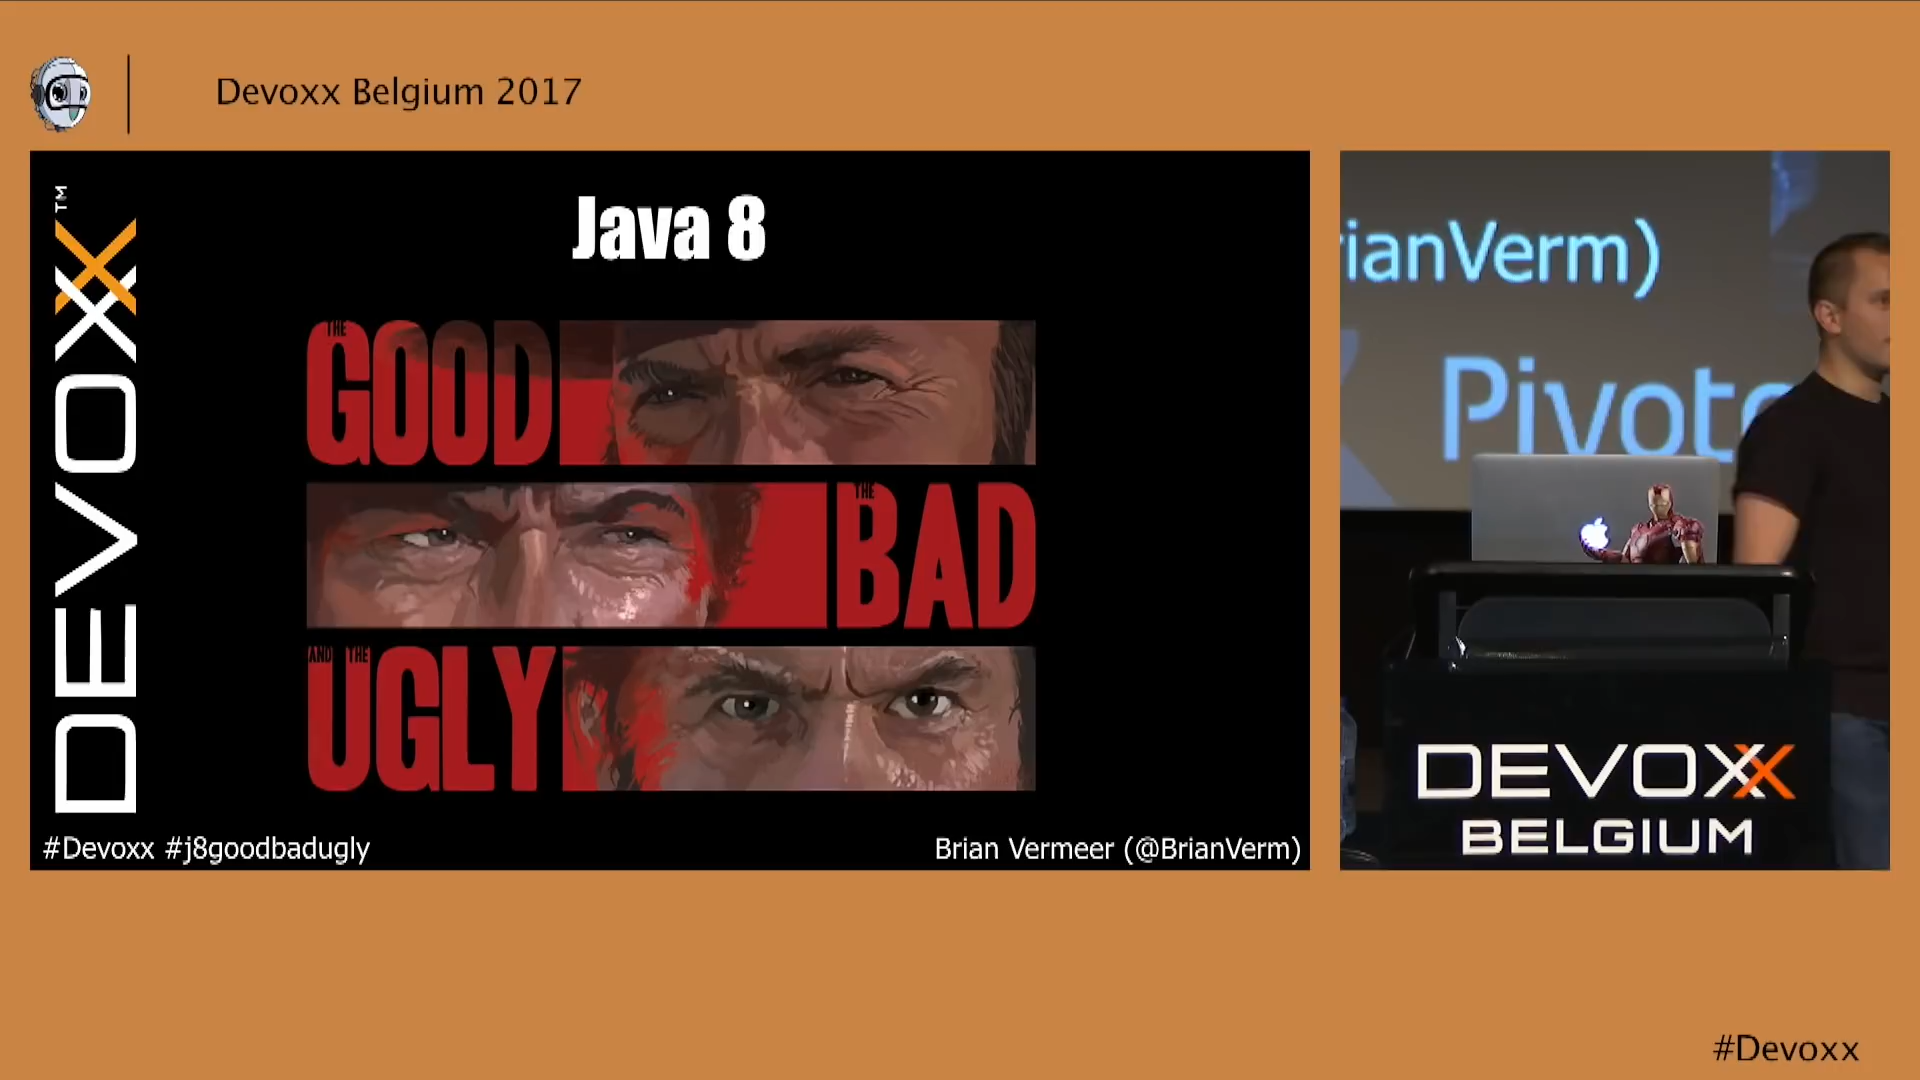 Devoxx Belgium 2017
DEVOXX™
Java 8
THE
GOOD
THE
BAD
AND THE
UGLY
#Devoxx #j8goodbadugly
Brian Vermeer (@BrianVerm)
rianVerm)
Pivot
DEVOXX
BELGIUM
#Devoxx